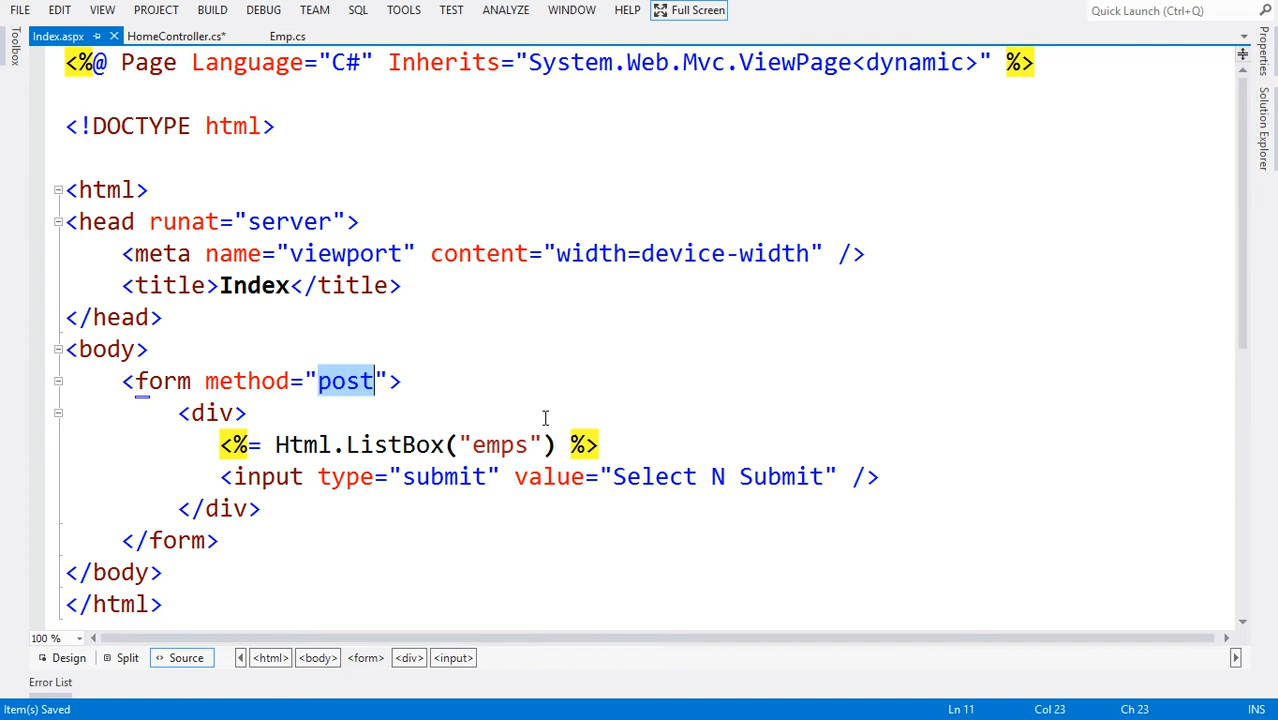 FILE EDIT VIEW PROJECT BUILD DEBUG TEAM SQL TOOLS TEST ANALYZE WINDOW HELP Full Screen Quick Launch (Ctrl+Q)
Toolbox
Index.aspx HomeController.cs* Emp.cs
Properties
Solution Explorer
<%@ Page Language="C#" Inherits="System.Web.Mvc.ViewPage<dynamic>" %>
<!DOCTYPE html>
<html>
<head runat="server">
<meta name="viewport" content="width=device-width" />
<title>Index</title>
</head>
<body>
<form method="post">
<div>
<%= Html.ListBox("emps") %>
<input type="submit" value="Select N Submit" />
</div>
</form>
</body>
</html>
100 %
Design Split Source <html> <body> <form> <div> <input>
Error List
Item(s) Saved Ln 11 Col 23 Ch 23 INS